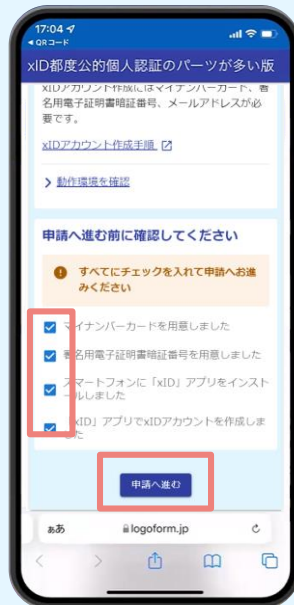 17:04
◀ QRコード
xID都度公的個人認証のパーツが多い版
xIDアカウント作成にはマイナンバーカード、署
名用電子証明書暗証番号、メールアドレスが必
要です。
xIDアカウント作成手順
動作環境を確認
申請へ進む前に確認してください
すべてにチェックを入れて申請へお進
みください
マイナンバーカードを用意しました
署名用電子証明書暗証番号を用意しました
スマートフォンに「xID」アプリをインスト
ールしました
「xID」アプリでxIDアカウントを作成しま
した
申請へ進む
ぁあ
logoform.jp